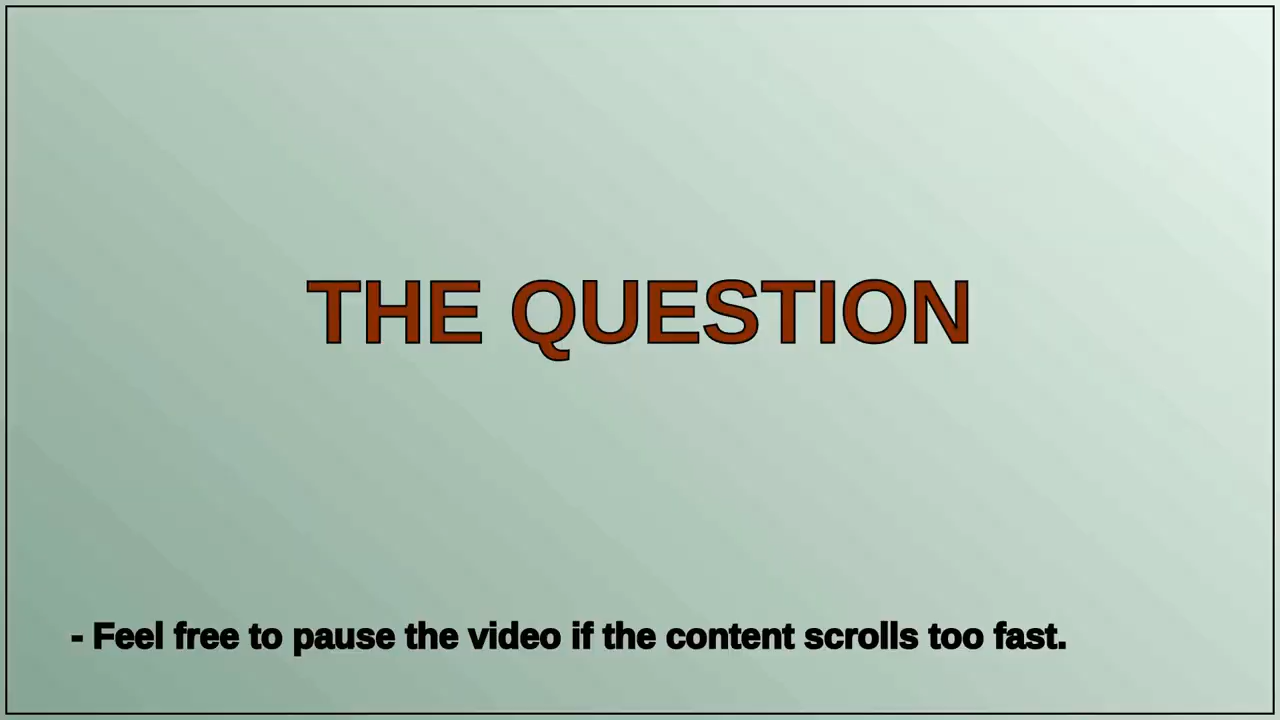 THE QUESTION
- Feel free to pause the video if the content scrolls too fast.